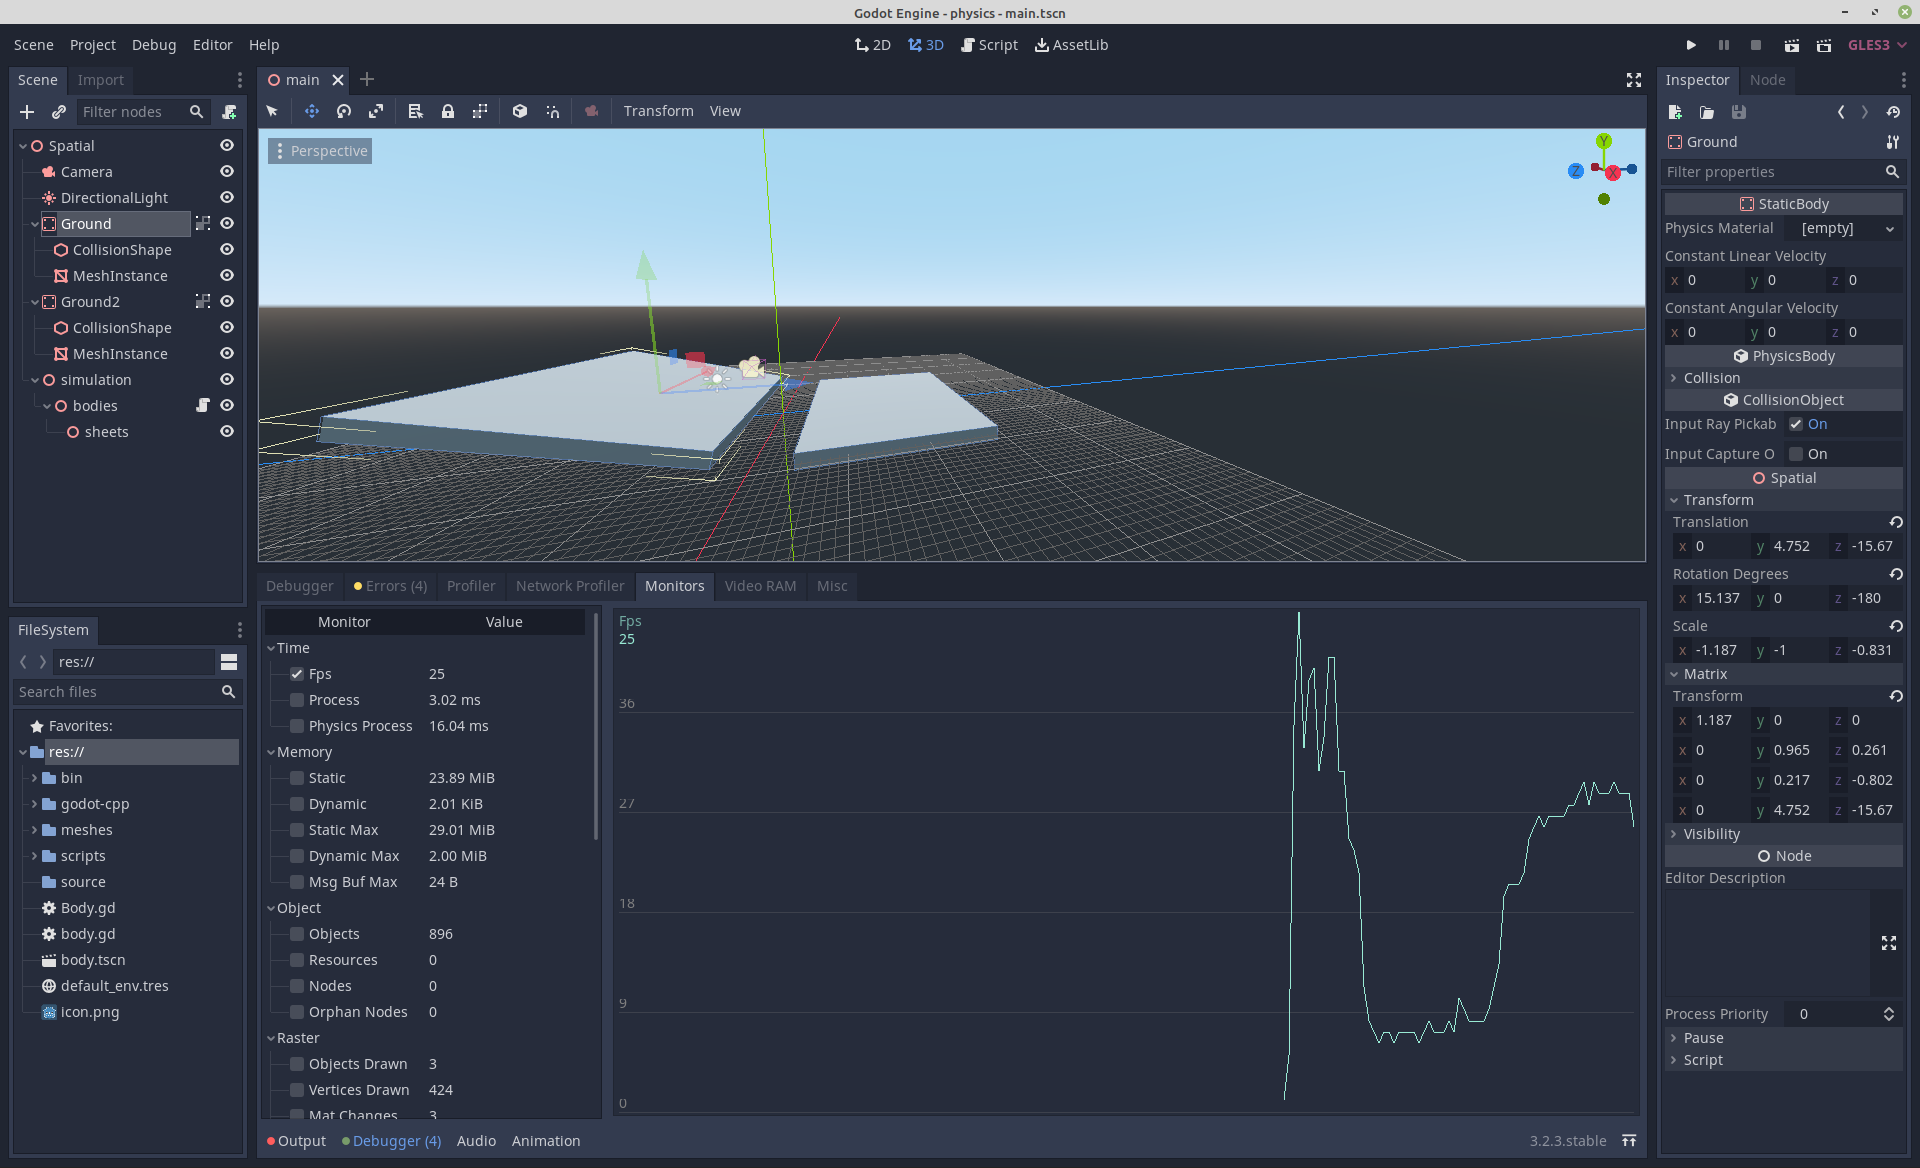 Godot Engine - physics - main.tscn
Scene Project Debug Editor Help
2D 3D Script AssetLib
GLES3
Scene Import
Filter nodes
Spatial
Camera
DirectionalLight
Ground
CollisionShape
MeshInstance
Ground2
CollisionShape
MeshInstance
simulation
bodies
sheets
FileSystem
res://
Search files
Favorites:
res://
bin
godot-cpp
meshes
scripts
source
Body.gd
body.gd
body.tscn
default_env.tres
icon.png
main
Transform View
Perspective
Y
Z X
Debugger Errors (4) Profiler Network Profiler Monitors Video RAM Misc
Monitor Value
Time
Fps 25
Process 3.02 ms
Physics Process 16.04 ms
Memory
Static 23.89 MiB
Dynamic 2.01 KiB
Static Max 29.01 MiB
Dynamic Max 2.00 MiB
Msg Buf Max 24 B
Object
Objects 896
Resources 0
Nodes 0
Orphan Nodes 0
Raster
Objects Drawn 3
Vertices Drawn 424
Mat Changes 3
Fps
25
36
27
18
9
0
Output Debugger (4) Audio Animation
3.2.3.stable
Inspector Node
Ground
Filter properties
StaticBody
Physics Material [empty]
Constant Linear Velocity
x 0 y 0 z 0
Constant Angular Velocity
x 0 y 0 z 0
PhysicsBody
Collision
CollisionObject
Input Ray Pickab On
Input Capture O On
Spatial
Transform
Translation
x 0 y 4.752 z -15.67
Rotation Degrees
x 15.137 y 0 z -180
Scale
x -1.187 y -1 z -0.831
Matrix
Transform
x 1.187 y 0 z 0
x 0 y 0.965 z 0.261
x 0 y 0.217 z -0.802
x 0 y 4.752 z -15.67
Visibility
Node
Editor Description
Process Priority 0
Pause
Script